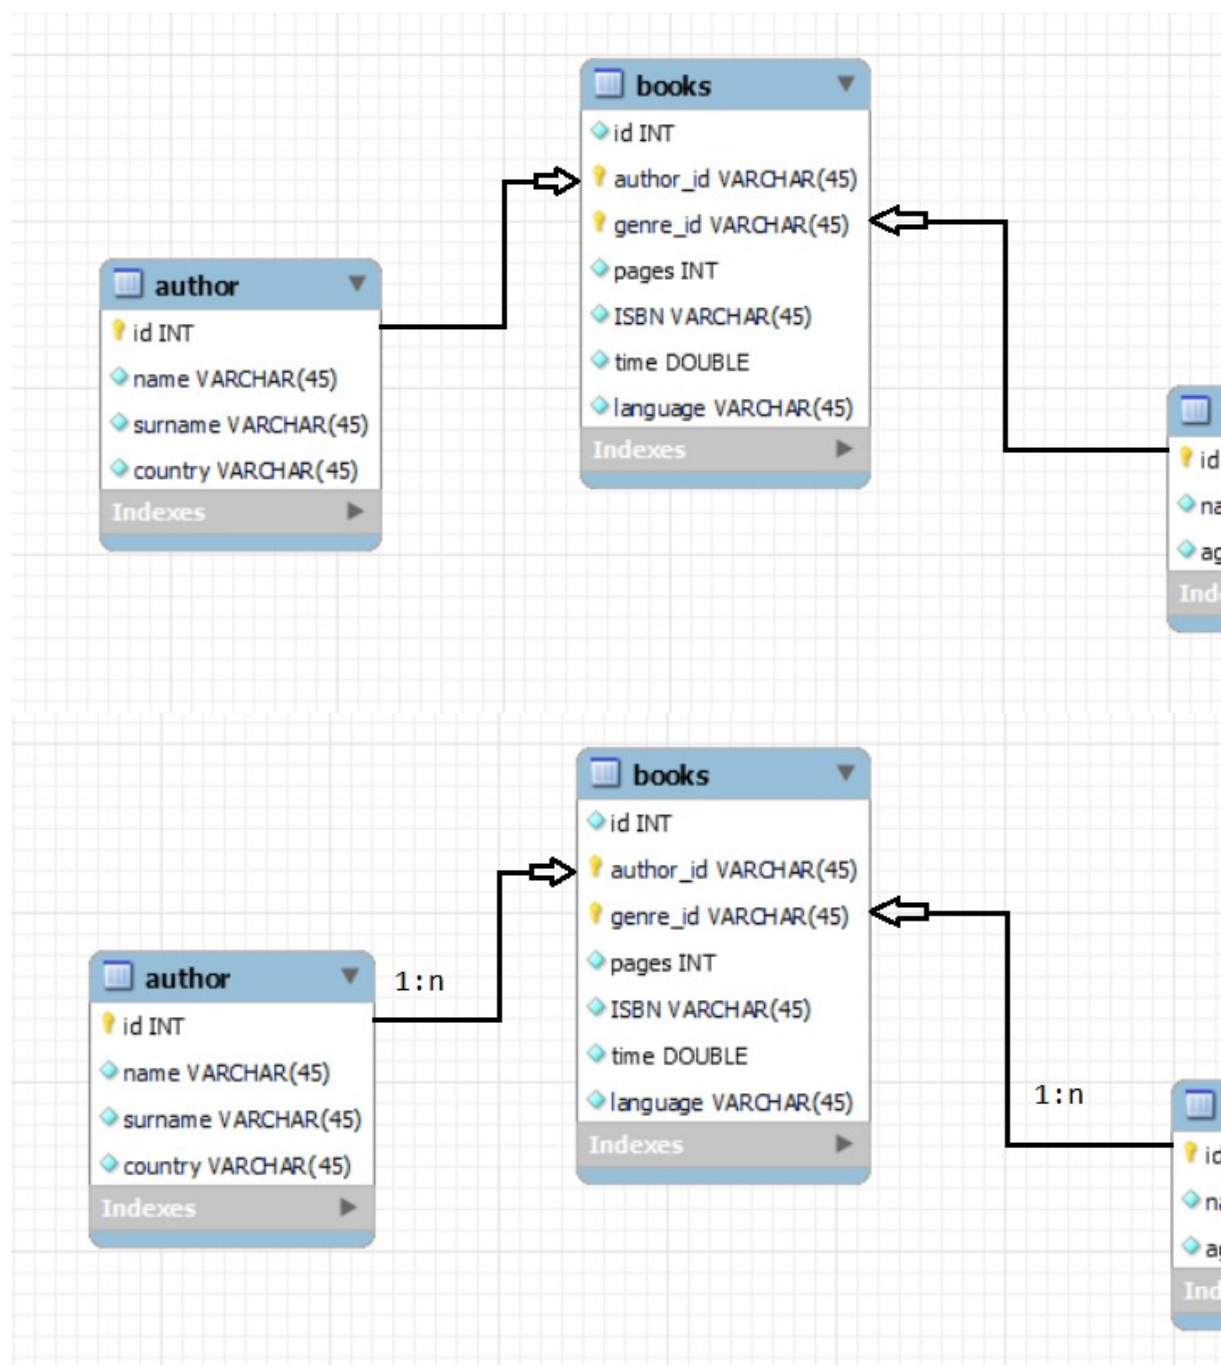 books
id INT
author_id VARCHAR(45)
genre_id VARCHAR(45)
pages INT
ISBN VARCHAR(45)
time DOUBLE
language VARCHAR(45)
Indexes
author
id INT
name VARCHAR(45)
surname VARCHAR(45)
country VARCHAR(45)
Indexes
id
books
id INT
author_id VARCHAR(45)
genre_id VARCHAR(45)
pages INT
ISBN VARCHAR(45)
time DOUBLE
language VARCHAR(45)
Indexes
author
id INT
name VARCHAR(45)
surname VARCHAR(45)
country VARCHAR(45)
Indexes
1:n
1:n
id